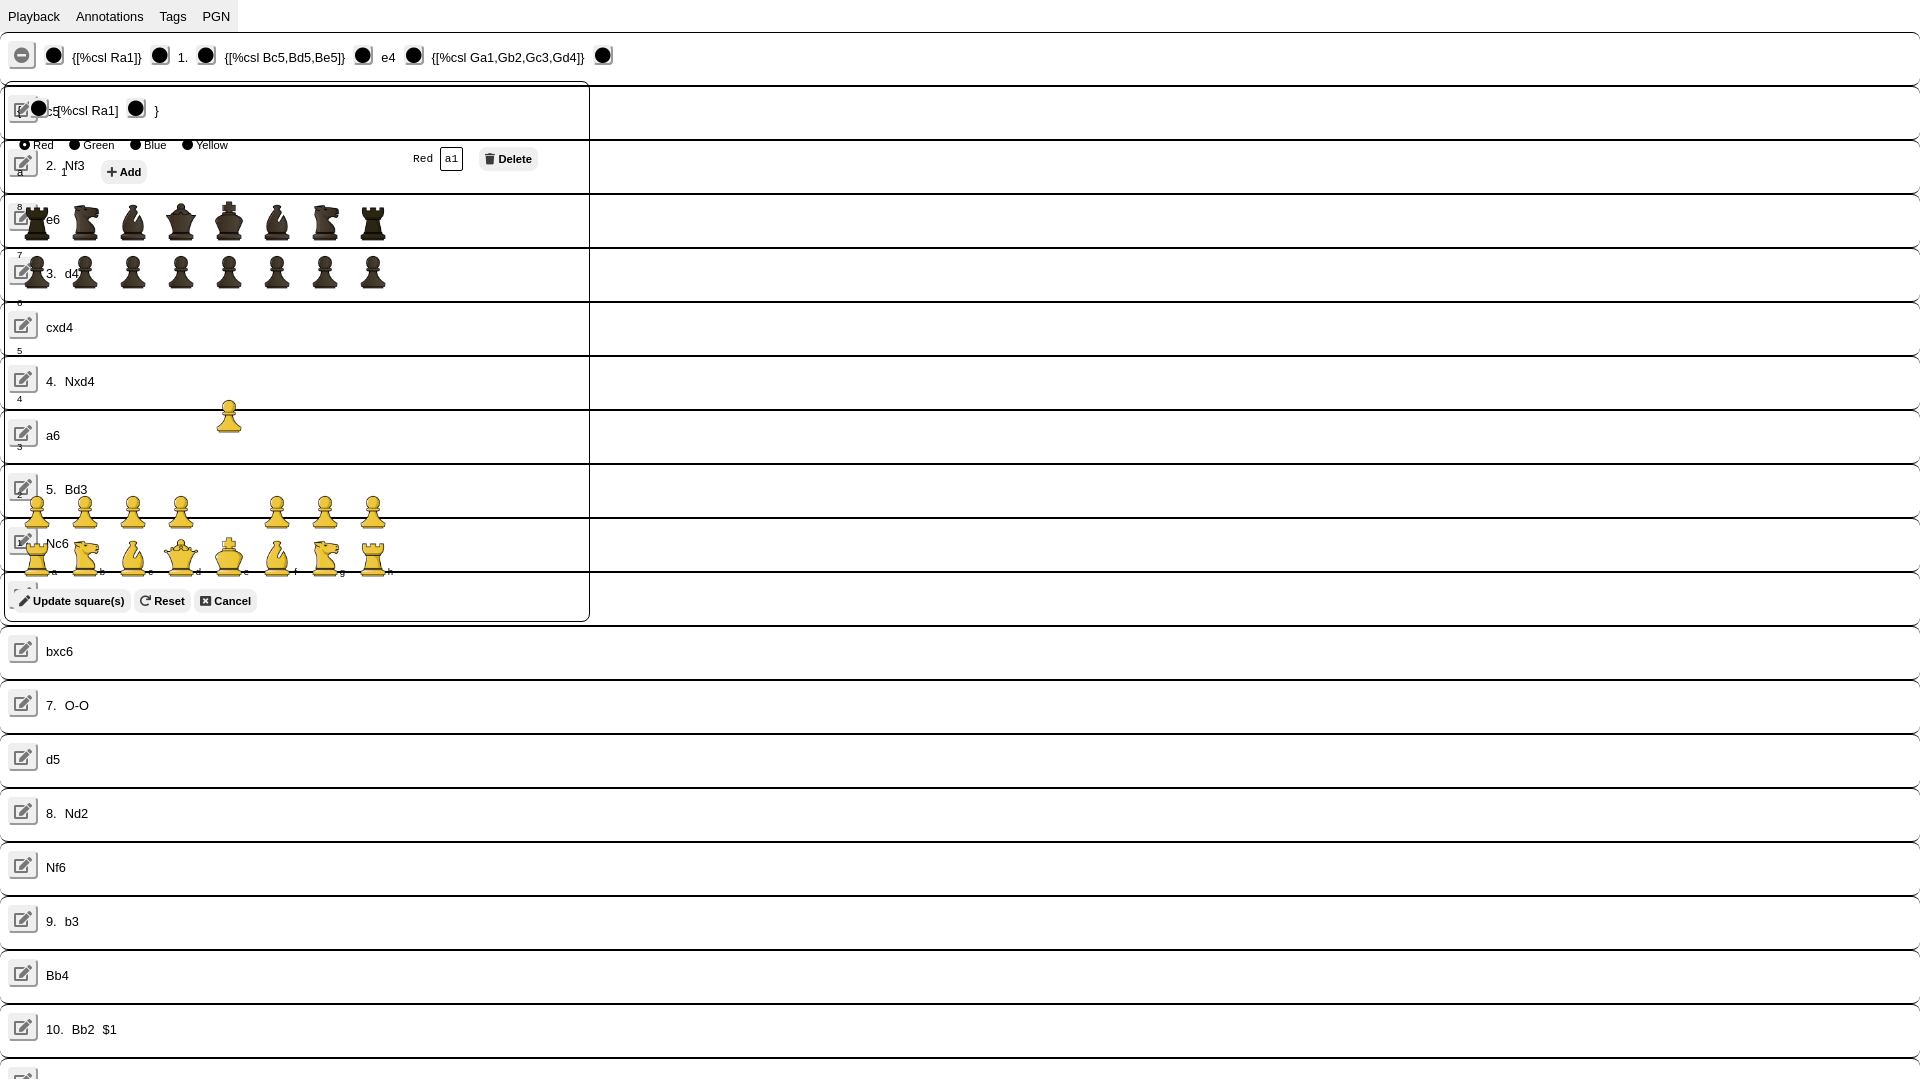 Playback Annotations Tags PGN
{[%csl Ra1]} 1. {[%csl Bc5,Bd5,Be5]} e4 {[%csl Ga1,Gb2,Gc3,Gd4]}
c5
{ [%csl Ra1] }
Red Green Blue Yellow
Red a1 Delete
2. Nf3
a 1 Add
8
e6
7
3. d4
6
cxd4
5
4. Nxd4
4
a6
3
5. Bd3
2
Nc6
1
a b c d e f g h
Update square(s) Reset Cancel
bxc6
7. O-O
d5
8. Nd2
Nf6
9. b3
Bb4
10. Bb2 $1